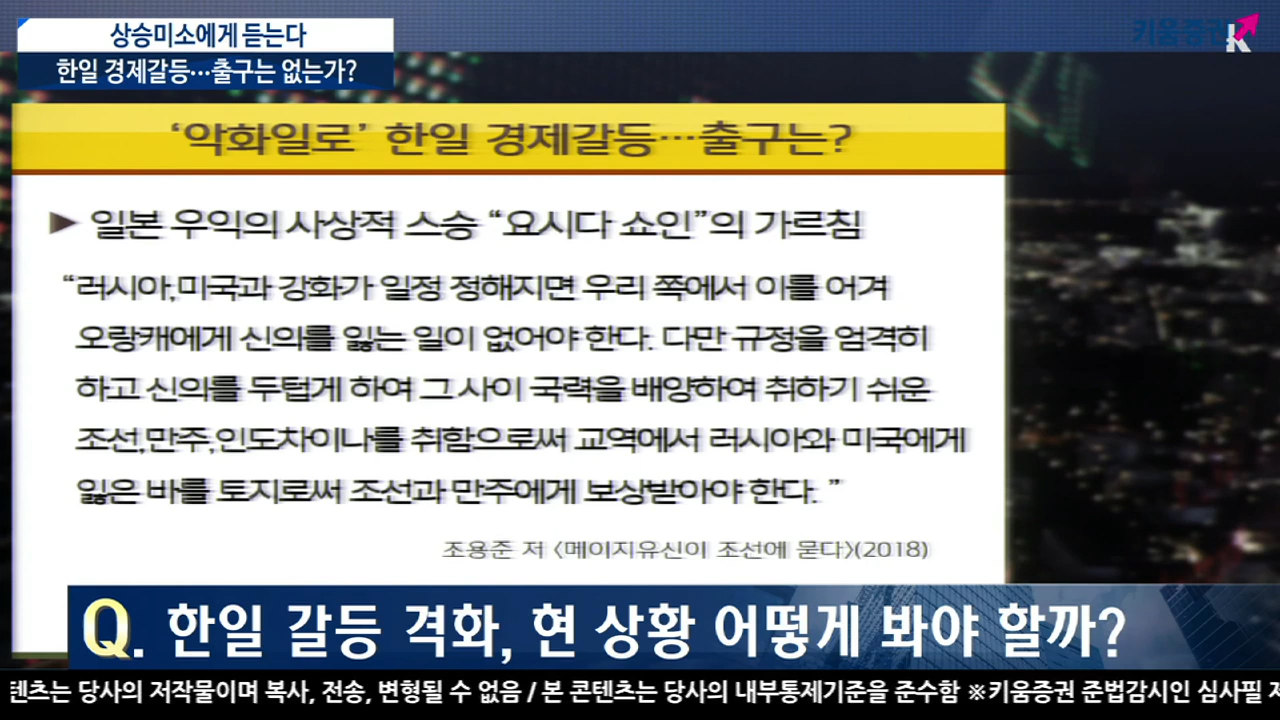 상승미소에게 듣는다
한일 경제갈등…출구는 없는가?
키움증권
‘악화일로’ 한일 경제갈등…출구는?
▶ 일본 우익의 사상적 스승 “요시다 쇼인”의 가르침
“러시아,미국과 강화가 일정 정해지면 우리 쪽에서 이를 어겨
오랑캐에게 신의를 잃는 일이 없어야 한다. 다만 규정을 엄격히
하고 신의를 두텁게 하여 그 사이 국력을 배양하여 취하기 쉬운
조선,만주,인도차이나를 취함으로써 교역에서 러시아와 미국에게
잃은 바를 토지로써 조선과 만주에게 보상받아야 한다. ”
조용준 저 <메이지유신이 조선에 묻다>(2018)
Q. 한일 갈등 격화, 현 상황 어떻게 봐야 할까?
텐츠는 당사의 저작물이며 복사, 전송, 변형될 수 없음 / 본 콘텐츠는 당사의 내부통제기준을 준수함 ※키움증권 준법감시인 심사필